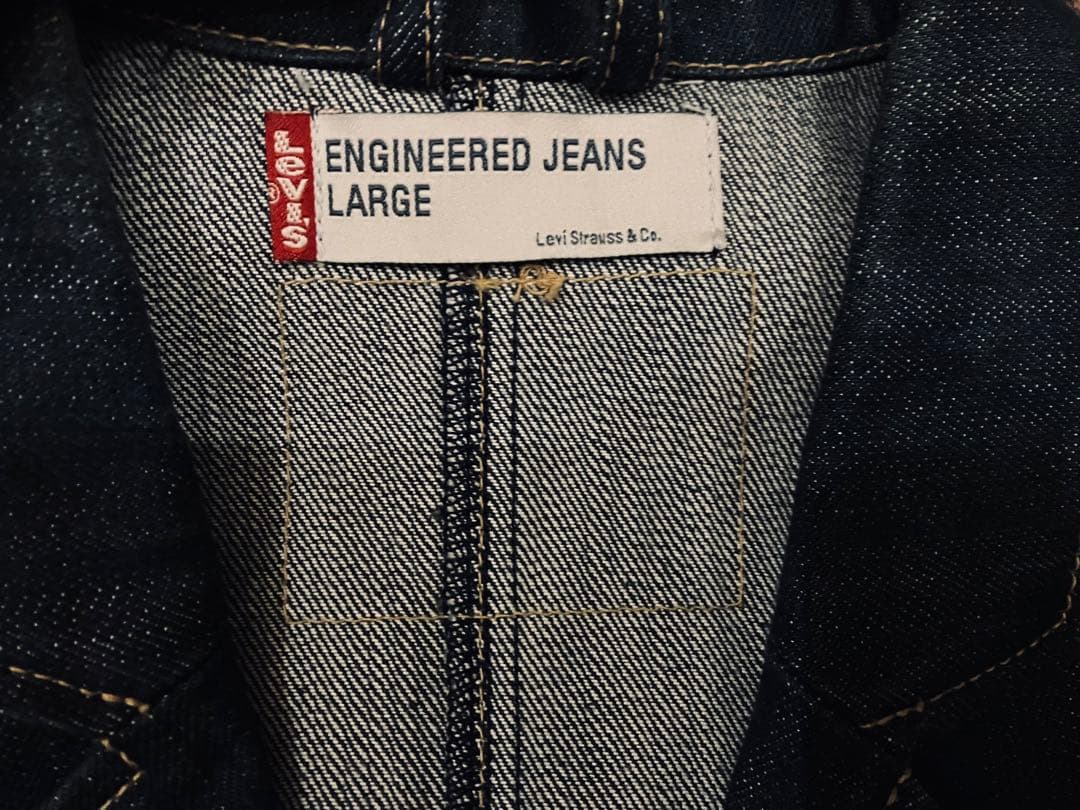 LEVI'S®
ENGINEERED JEANS
LARGE
Levi Strauss & Co.